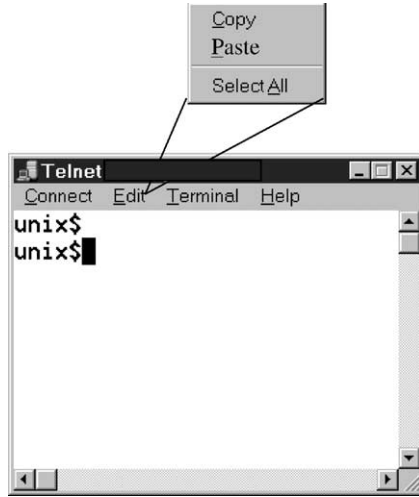 Copy
Paste
Select All
Telnet
Connect Edit Terminal Help
unix$
unix$